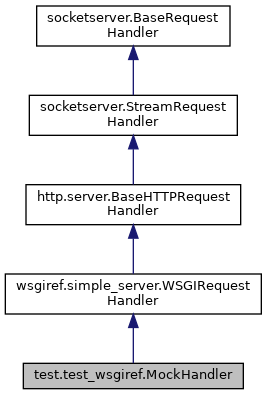 socketserver.BaseRequest
Handler
socketserver.StreamRequest
Handler
http.server.BaseHTTPRequest
Handler
wsgiref.simple_server.WSGIRequest
Handler
test.test_wsgiref.MockHandler